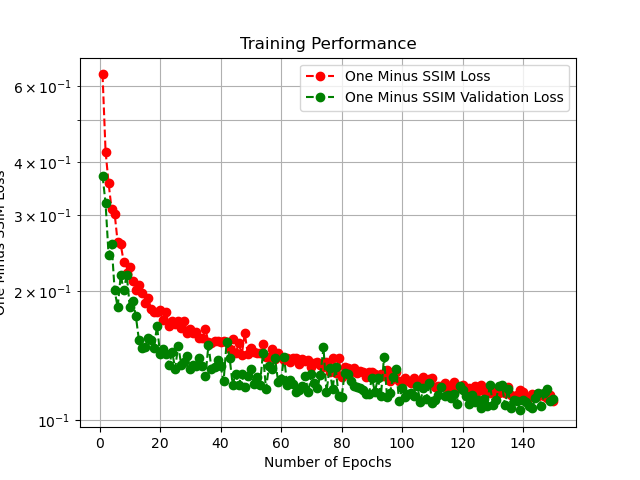 Training Performance
One Minus SSIM Loss
One Minus SSIM Validation Loss
6 × 10⁻¹
4 × 10⁻¹
3 × 10⁻¹
2 × 10⁻¹
10⁻¹
One Minus SSIM Loss
0 20 40 60 80 100 120 140
Number of Epochs